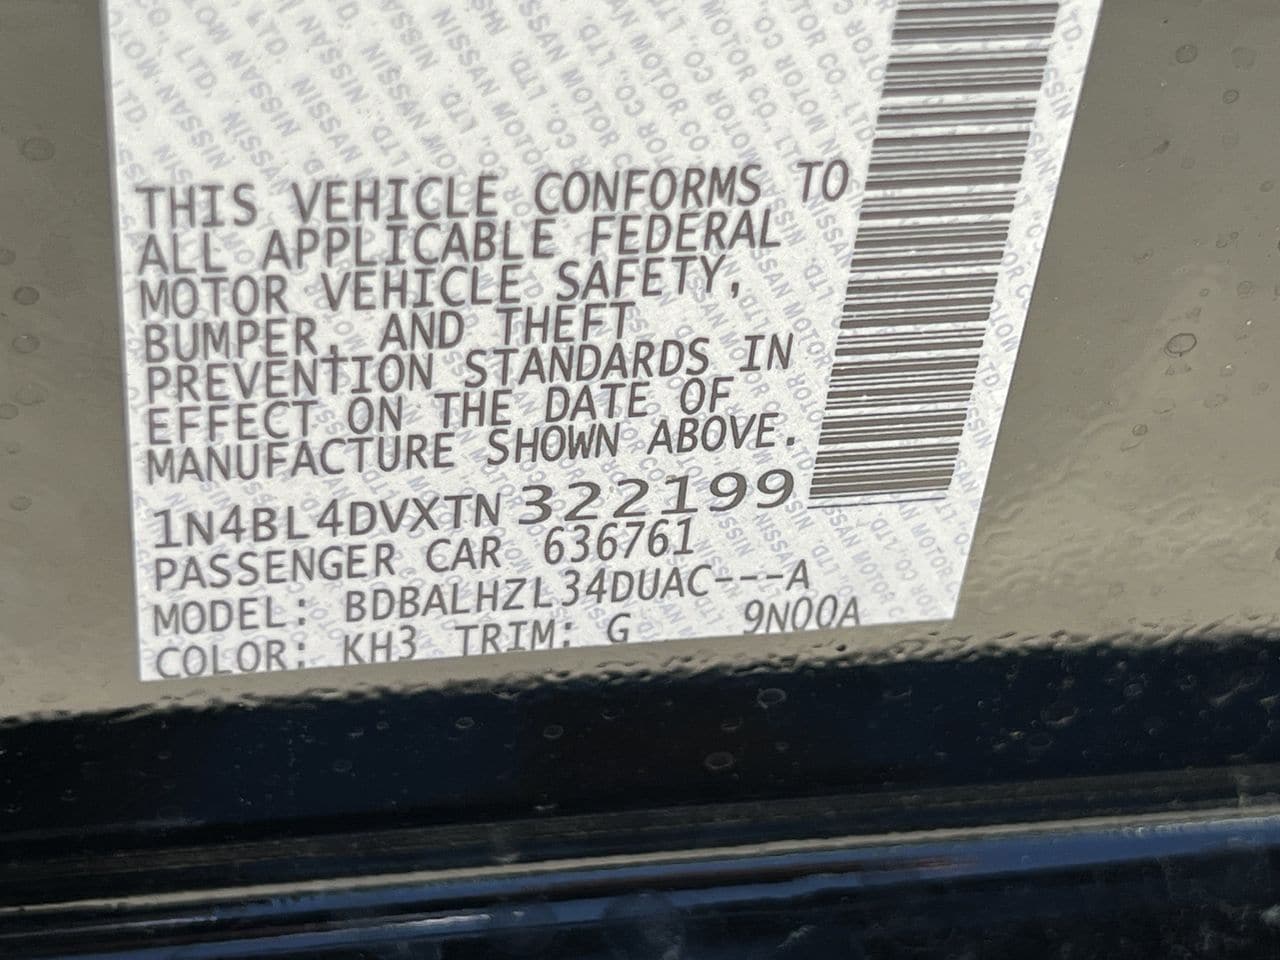 THIS VEHICLE CONFORMS TO
ALL APPLICABLE FEDERAL
MOTOR VEHICLE SAFETY,
BUMPER, AND THEFT
PREVENTION STANDARDS IN
EFFECT ON THE DATE OF
MANUFACTURE SHOWN ABOVE.
1N4BL4DVXTN322199
PASSENGER CAR 636761
MODEL: BDBALHZL34DUAC---A
COLOR: KH3 TRIM: G 9N00A